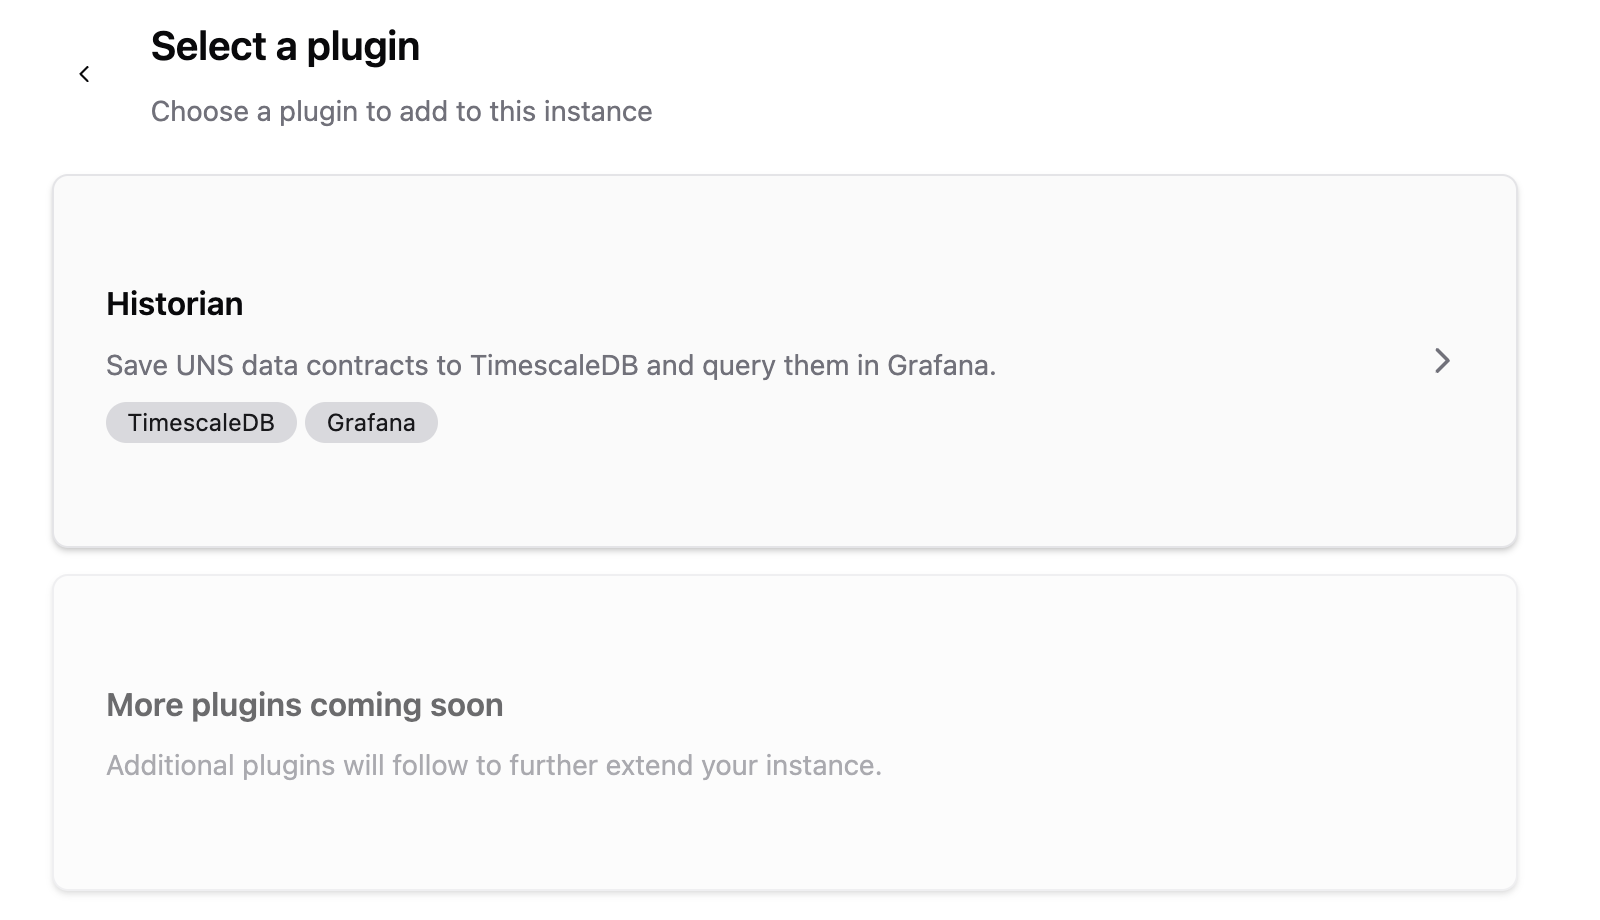 Select a plugin
Choose a plugin to add to this instance
Historian
Save UNS data contracts to TimescaleDB and query them in Grafana.
TimescaleDB Grafana
More plugins coming soon
Additional plugins will follow to further extend your instance.